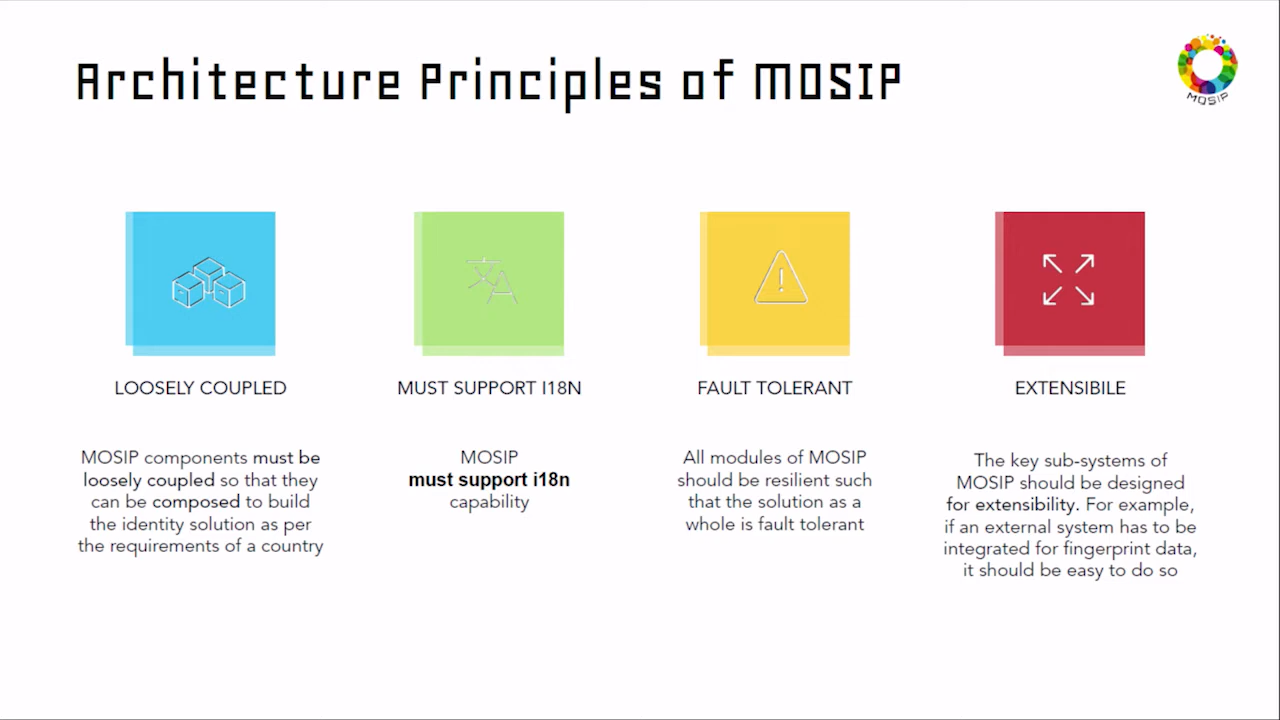 Architecture Principles of MOSIP
MOSIP
文A
LOOSELY COUPLED
MOSIP components must be
loosely coupled so that they
can be composed to build
the identity solution as per
the requirements of a country
MUST SUPPORT I18N
MOSIP
must support i18n
capability
FAULT TOLERANT
All modules of MOSIP
should be resilient such
that the solution as a
whole is fault tolerant
EXTENSIBILE
The key sub-systems of
MOSIP should be designed
for extensibility. For example,
if an external system has to be
integrated for fingerprint data,
it should be easy to do so